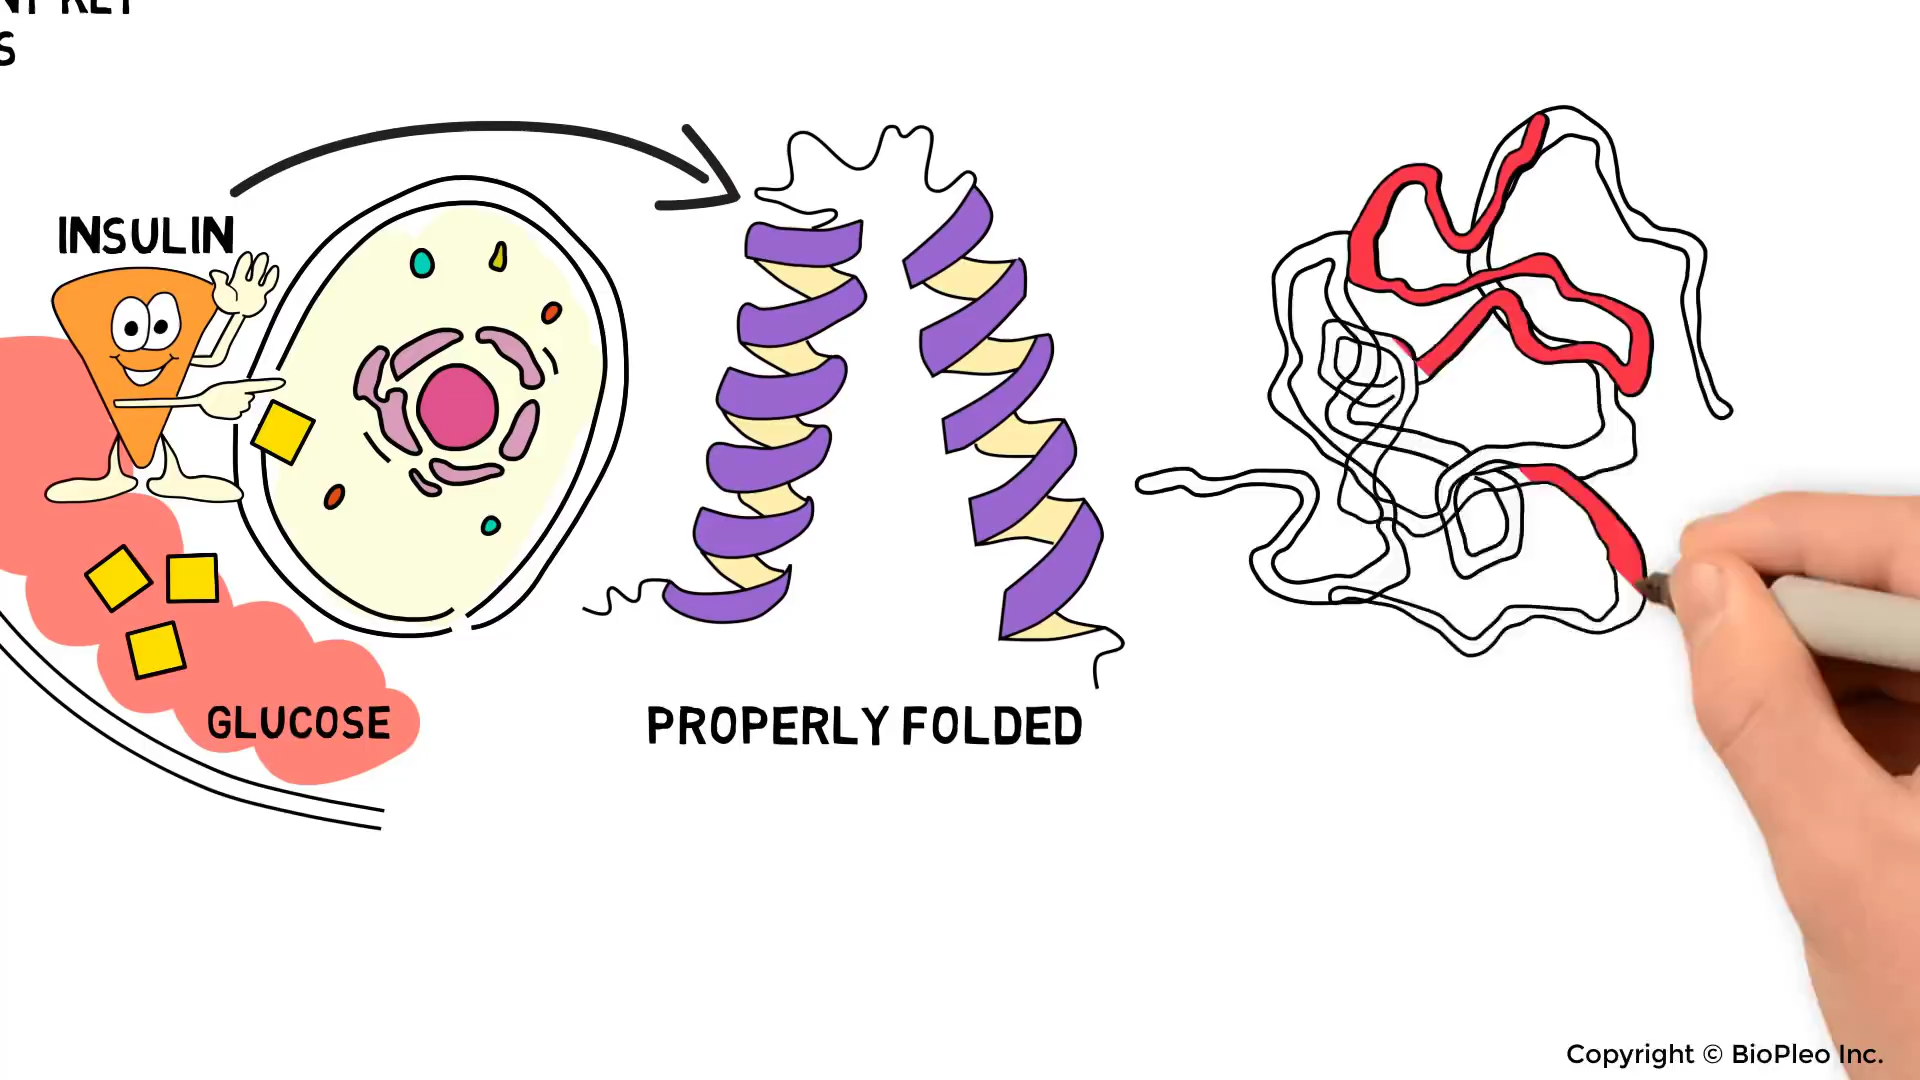 S
INSULIN
GLUCOSE
PROPERLY FOLDED
Copyright © BioPleo Inc.